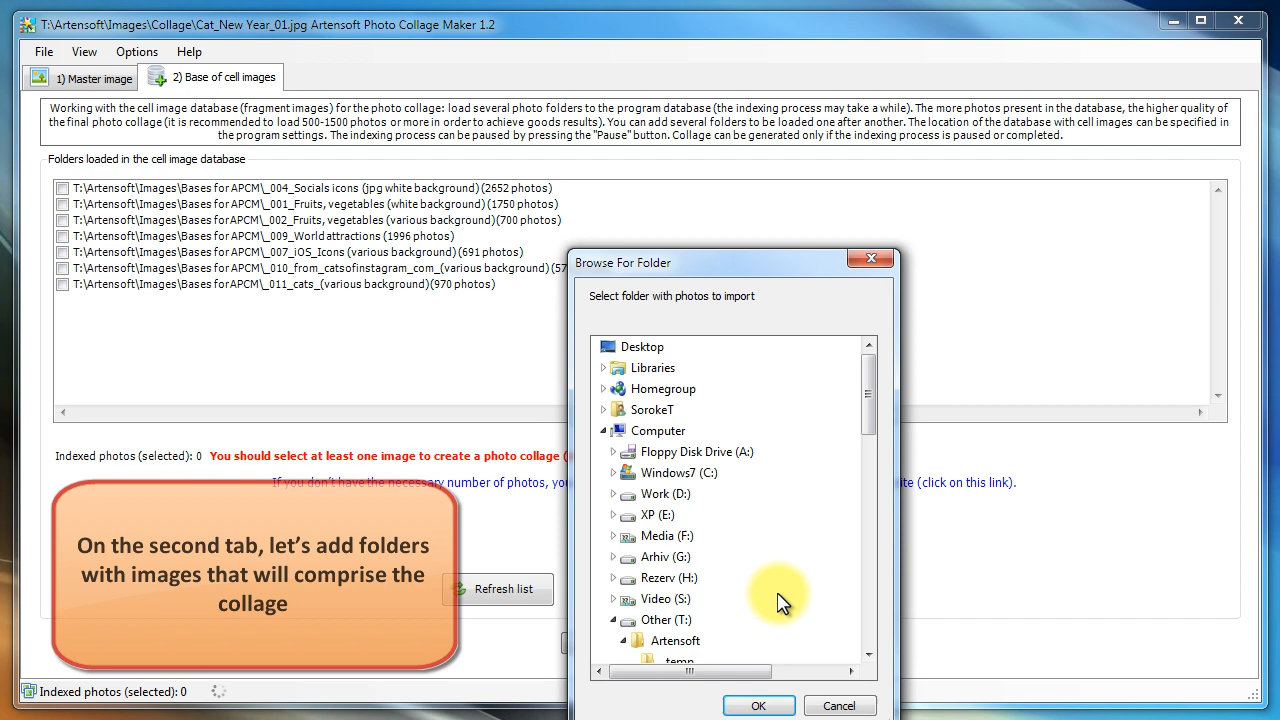 T:\Artensoft\Images\Collage\Cat_New Year_01.jpg Artensoft Photo Collage Maker 1.2
File View Options Help
1) Master image 2) Base of cell images
Working with the cell image database (fragment images) for the photo collage: load several photo folders to the program database (the indexing process may take a while). The more photos present in the database, the higher quality of
the final photo collage (it is recommended to load 500-1500 photos or more in order to achieve goods results). You can add several folders to be loaded one after another. The location of the database with cell images can be specified in
the program settings. The indexing process can be paused by pressing the "Pause" button. Collage can be generated only if the indexing process is paused or completed.
Folders loaded in the cell image database
T:\Artensoft\Images\Bases for APCM\_004_Socials icons (jpg white background)(2652 photos)
T:\Artensoft\Images\Bases for APCM\_001_Fruits, vegetables (white background)(1750 photos)
T:\Artensoft\Images\Bases for APCM\_002_Fruits, vegetables (various background)(700 photos)
T:\Artensoft\Images\Bases for APCM\_009_World attractions (1996 photos)
T:\Artensoft\Images\Bases for APCM\_007_iOS_Icons (various background)(691 photos)
T:\Artensoft\Images\Bases for APCM\_010_from_catsofinstagram_com_(various background)(57
T:\Artensoft\Images\Bases for APCM\_011_cats_(various background)(970 photos)
Browse For Folder
Select folder with photos to import
Desktop
Libraries
Homegroup
SorokeT
Computer
Floppy Disk Drive (A:)
Windows7 (C:)
Work (D:)
XP (E:)
Media (F:)
Arhiv (G:)
Rezerv (H:)
Video (S:)
Other (T:)
Artensoft
temp
OK Cancel
Indexed photos (selected): 0 You should select at least one image to create a photo collage (
If you don't have the necessary number of photos, yo
te (click on this link).
On the second tab, let's add folders
with images that will comprise the
collage
Refresh list
Indexed photos (selected): 0